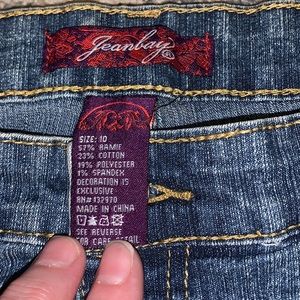 Jeanbay®
SIZE: 10
57% RAMIE
23% COTTON
19% POLYESTER
1% SPANDEX
DECORATION IS
EXCLUSIVE
RN# 132970
MADE IN CHINA
SEE REVERSE
FOR CARE DETAIL